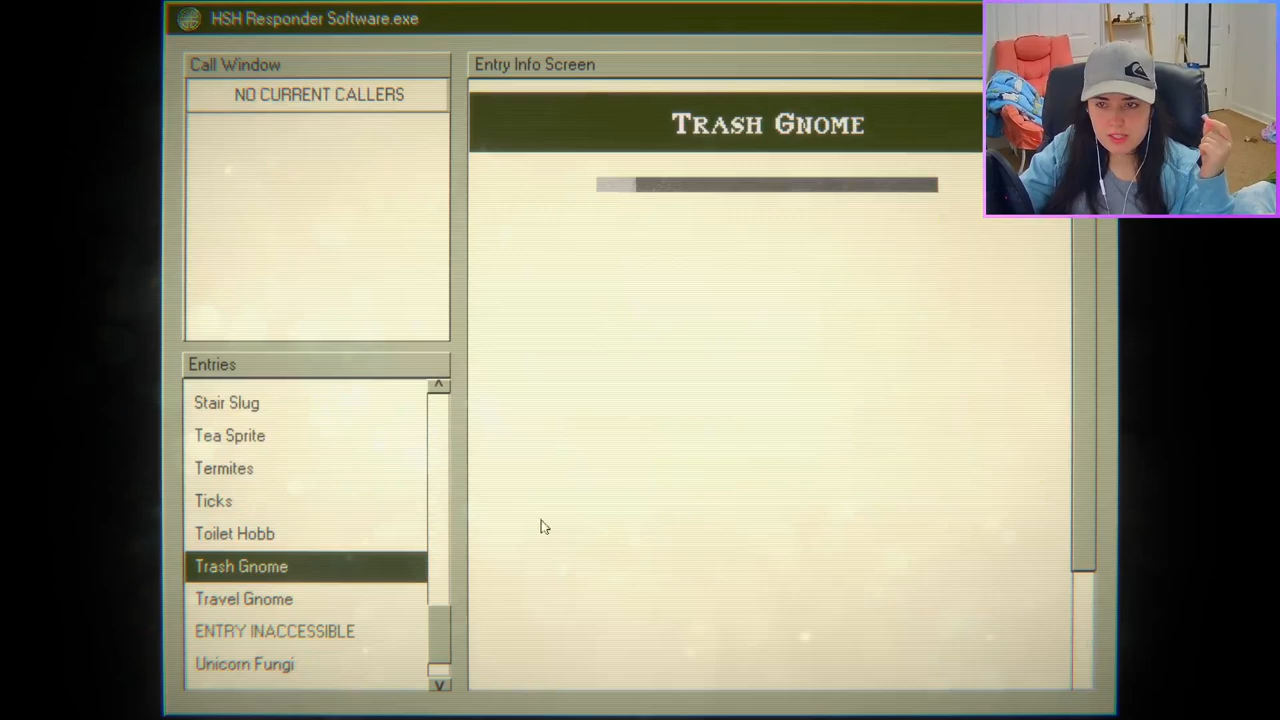 HSH Responder Software.exe
Call Window
NO CURRENT CALLERS
Entry Info Screen
Trash Gnome
Entries
Stair Slug
Tea Sprite
Termites
Ticks
Toilet Hobb
Trash Gnome
Travel Gnome
ENTRY INACCESSIBLE
Unicorn Fungi